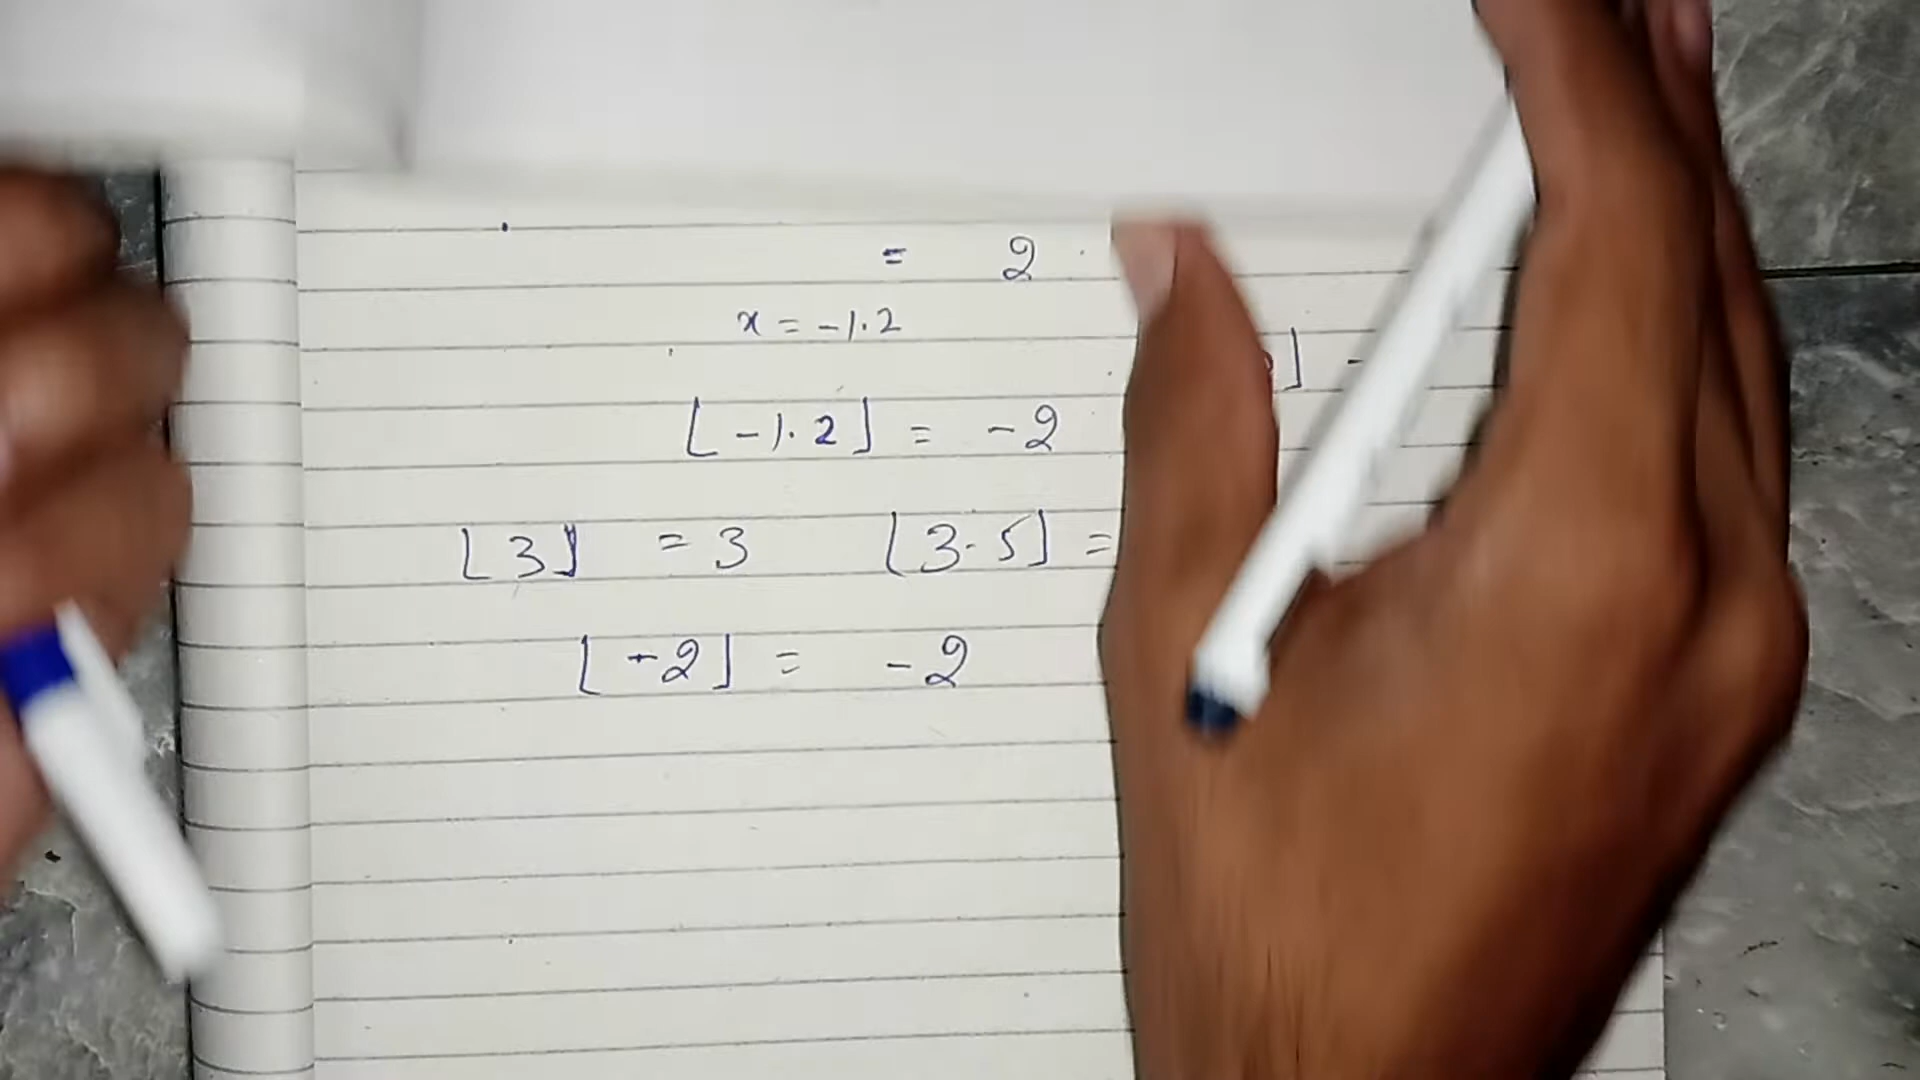 = 2
x = -1.2
⌊-1.2⌋ = -2
⌊3⌋ = 3 ⌊3.5⌋ =
⌊-2⌋ = -2